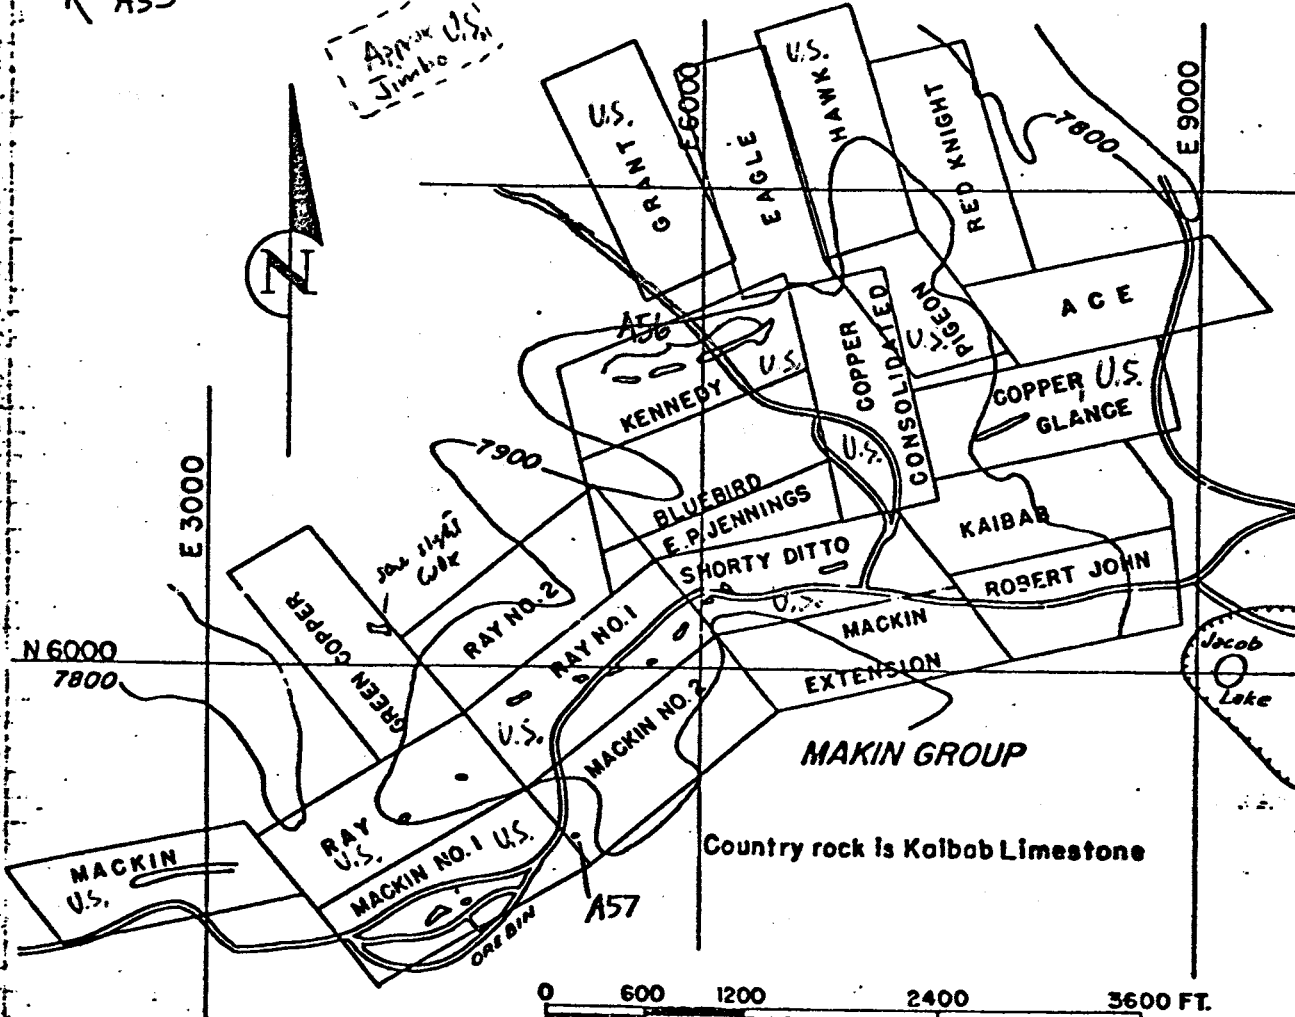 A55
Approx U.S.
Jimbo
U.S.
HAWK
U.S.
GRANT
E6000
EAGLE
RED KNIGHT
7800
E 9000
N
A56
U.S.
KENNEDY
COPPER
CONSOLIDATED
U.S.
PIGEON
U.S.
ACE
COPPER U.S.
GLANCE
7900
BLUEBIRD
E.P. JENNINGS
SHORTY DITTO
U.S.
KAIBAB
ROBERT JOHN
E 3000
GREEN COPPER
RAY NO. 2
RAY NO. 1
U.S.
MACKIN
EXTENSION
N 6000
7800
Jacob
Lake
MACKIN NO. 2
MAKIN GROUP
Country rock is Kaibab Limestone
MACKIN
U.S.
RAY
U.S.
MACKIN NO. 1 U.S.
OREBIN
A57
0 600 1200 2400 3600 FT.